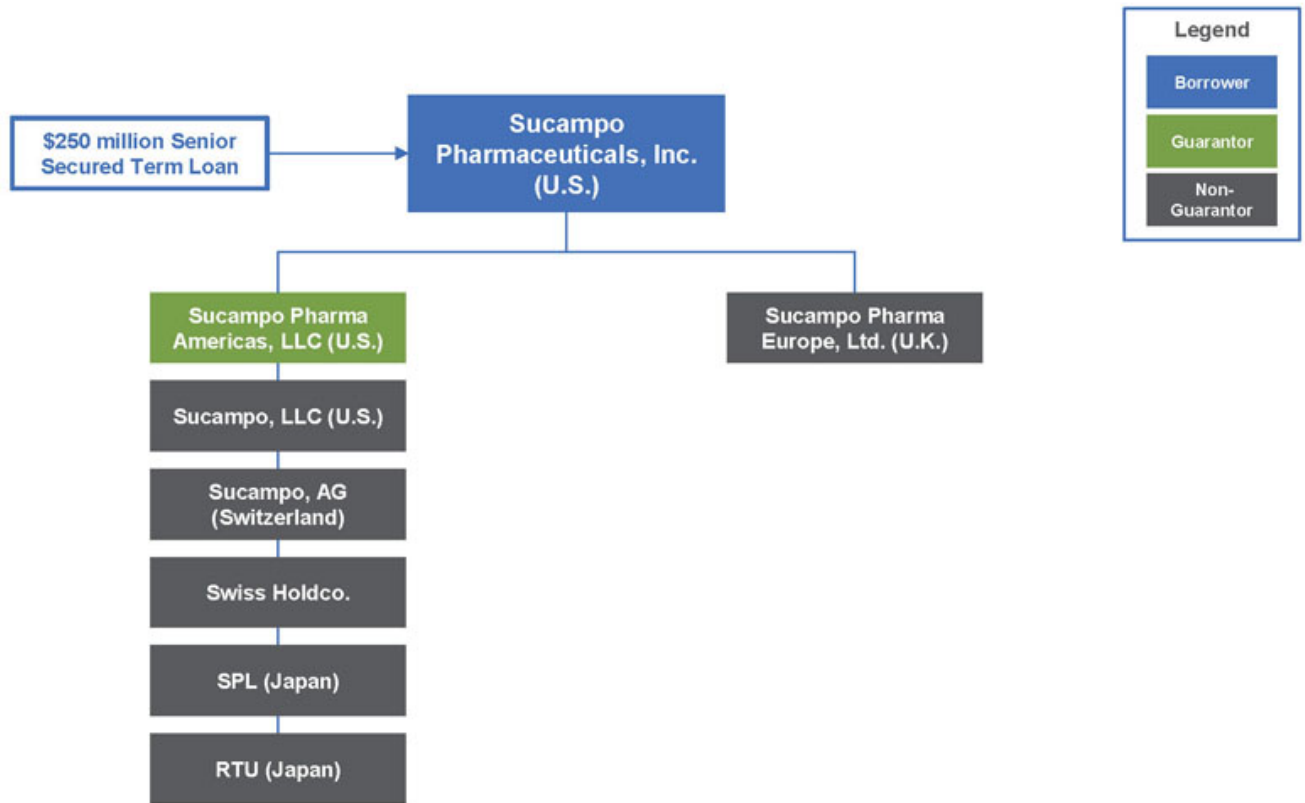 Legend
Borrower
Guarantor
Non-
Guarantor
$250 million Senior
Secured Term Loan
Sucampo
Pharmaceuticals, Inc.
(U.S.)
Sucampo Pharma
Americas, LLC (U.S.)
Sucampo Pharma
Europe, Ltd. (U.K.)
Sucampo, LLC (U.S.)
Sucampo, AG
(Switzerland)
Swiss Holdco.
SPL (Japan)
RTU (Japan)